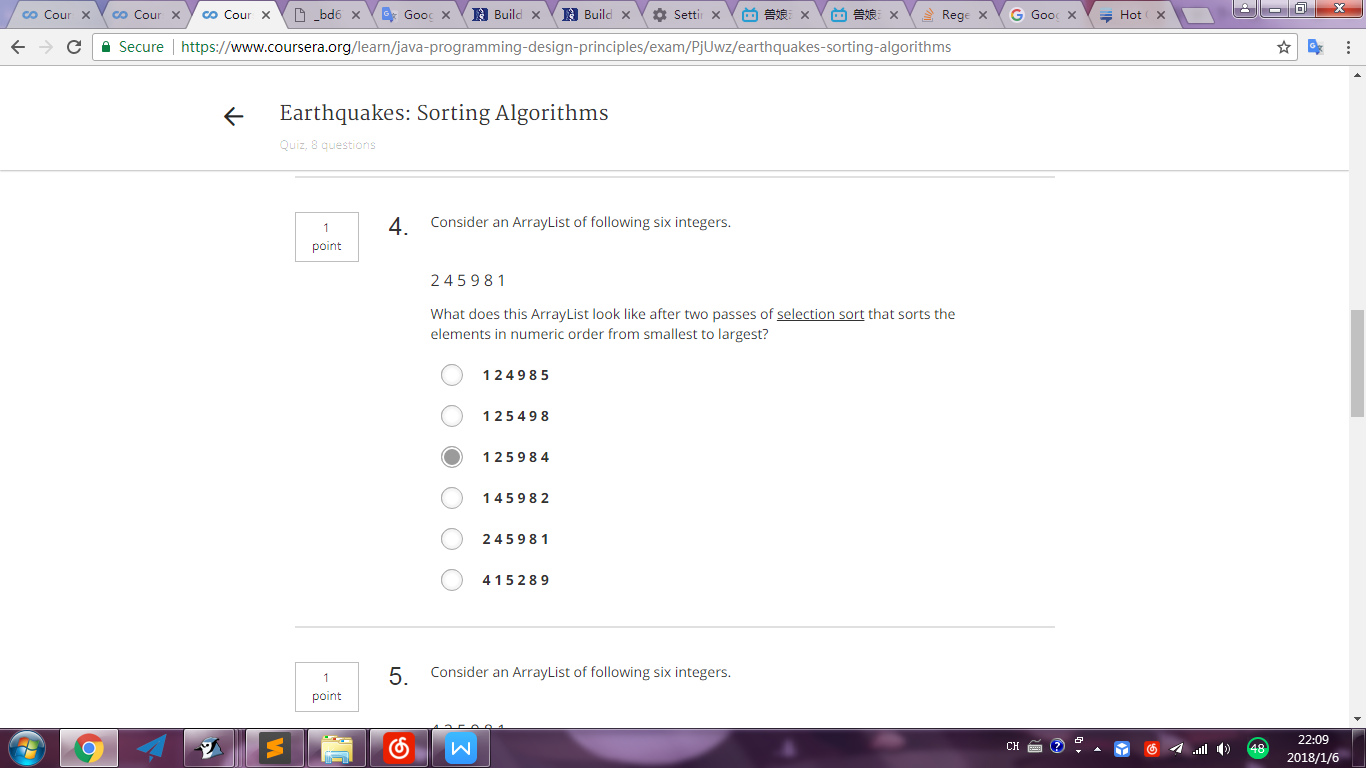 Cour
Cour
Cour
_bd6
Goog
Build
Build
Setti
Rege
Goog
Hot
Secure
https://www.coursera.org/learn/java-programming-design-principles/exam/PjUwz/earthquakes-sorting-algorithms
Earthquakes: Sorting Algorithms
Quiz, 8 questions
1
point
4.
Consider an ArrayList of following six integers.
2 4 5 9 8 1
What does this ArrayList look like after two passes of selection sort that sorts the
elements in numeric order from smallest to largest?
1 2 4 9 8 5
1 2 5 4 9 8
1 2 5 9 8 4
1 4 5 9 8 2
2 4 5 9 8 1
4 1 5 2 8 9
1
point
5.
Consider an ArrayList of following six integers.
CH
48
22:09
2018/1/6